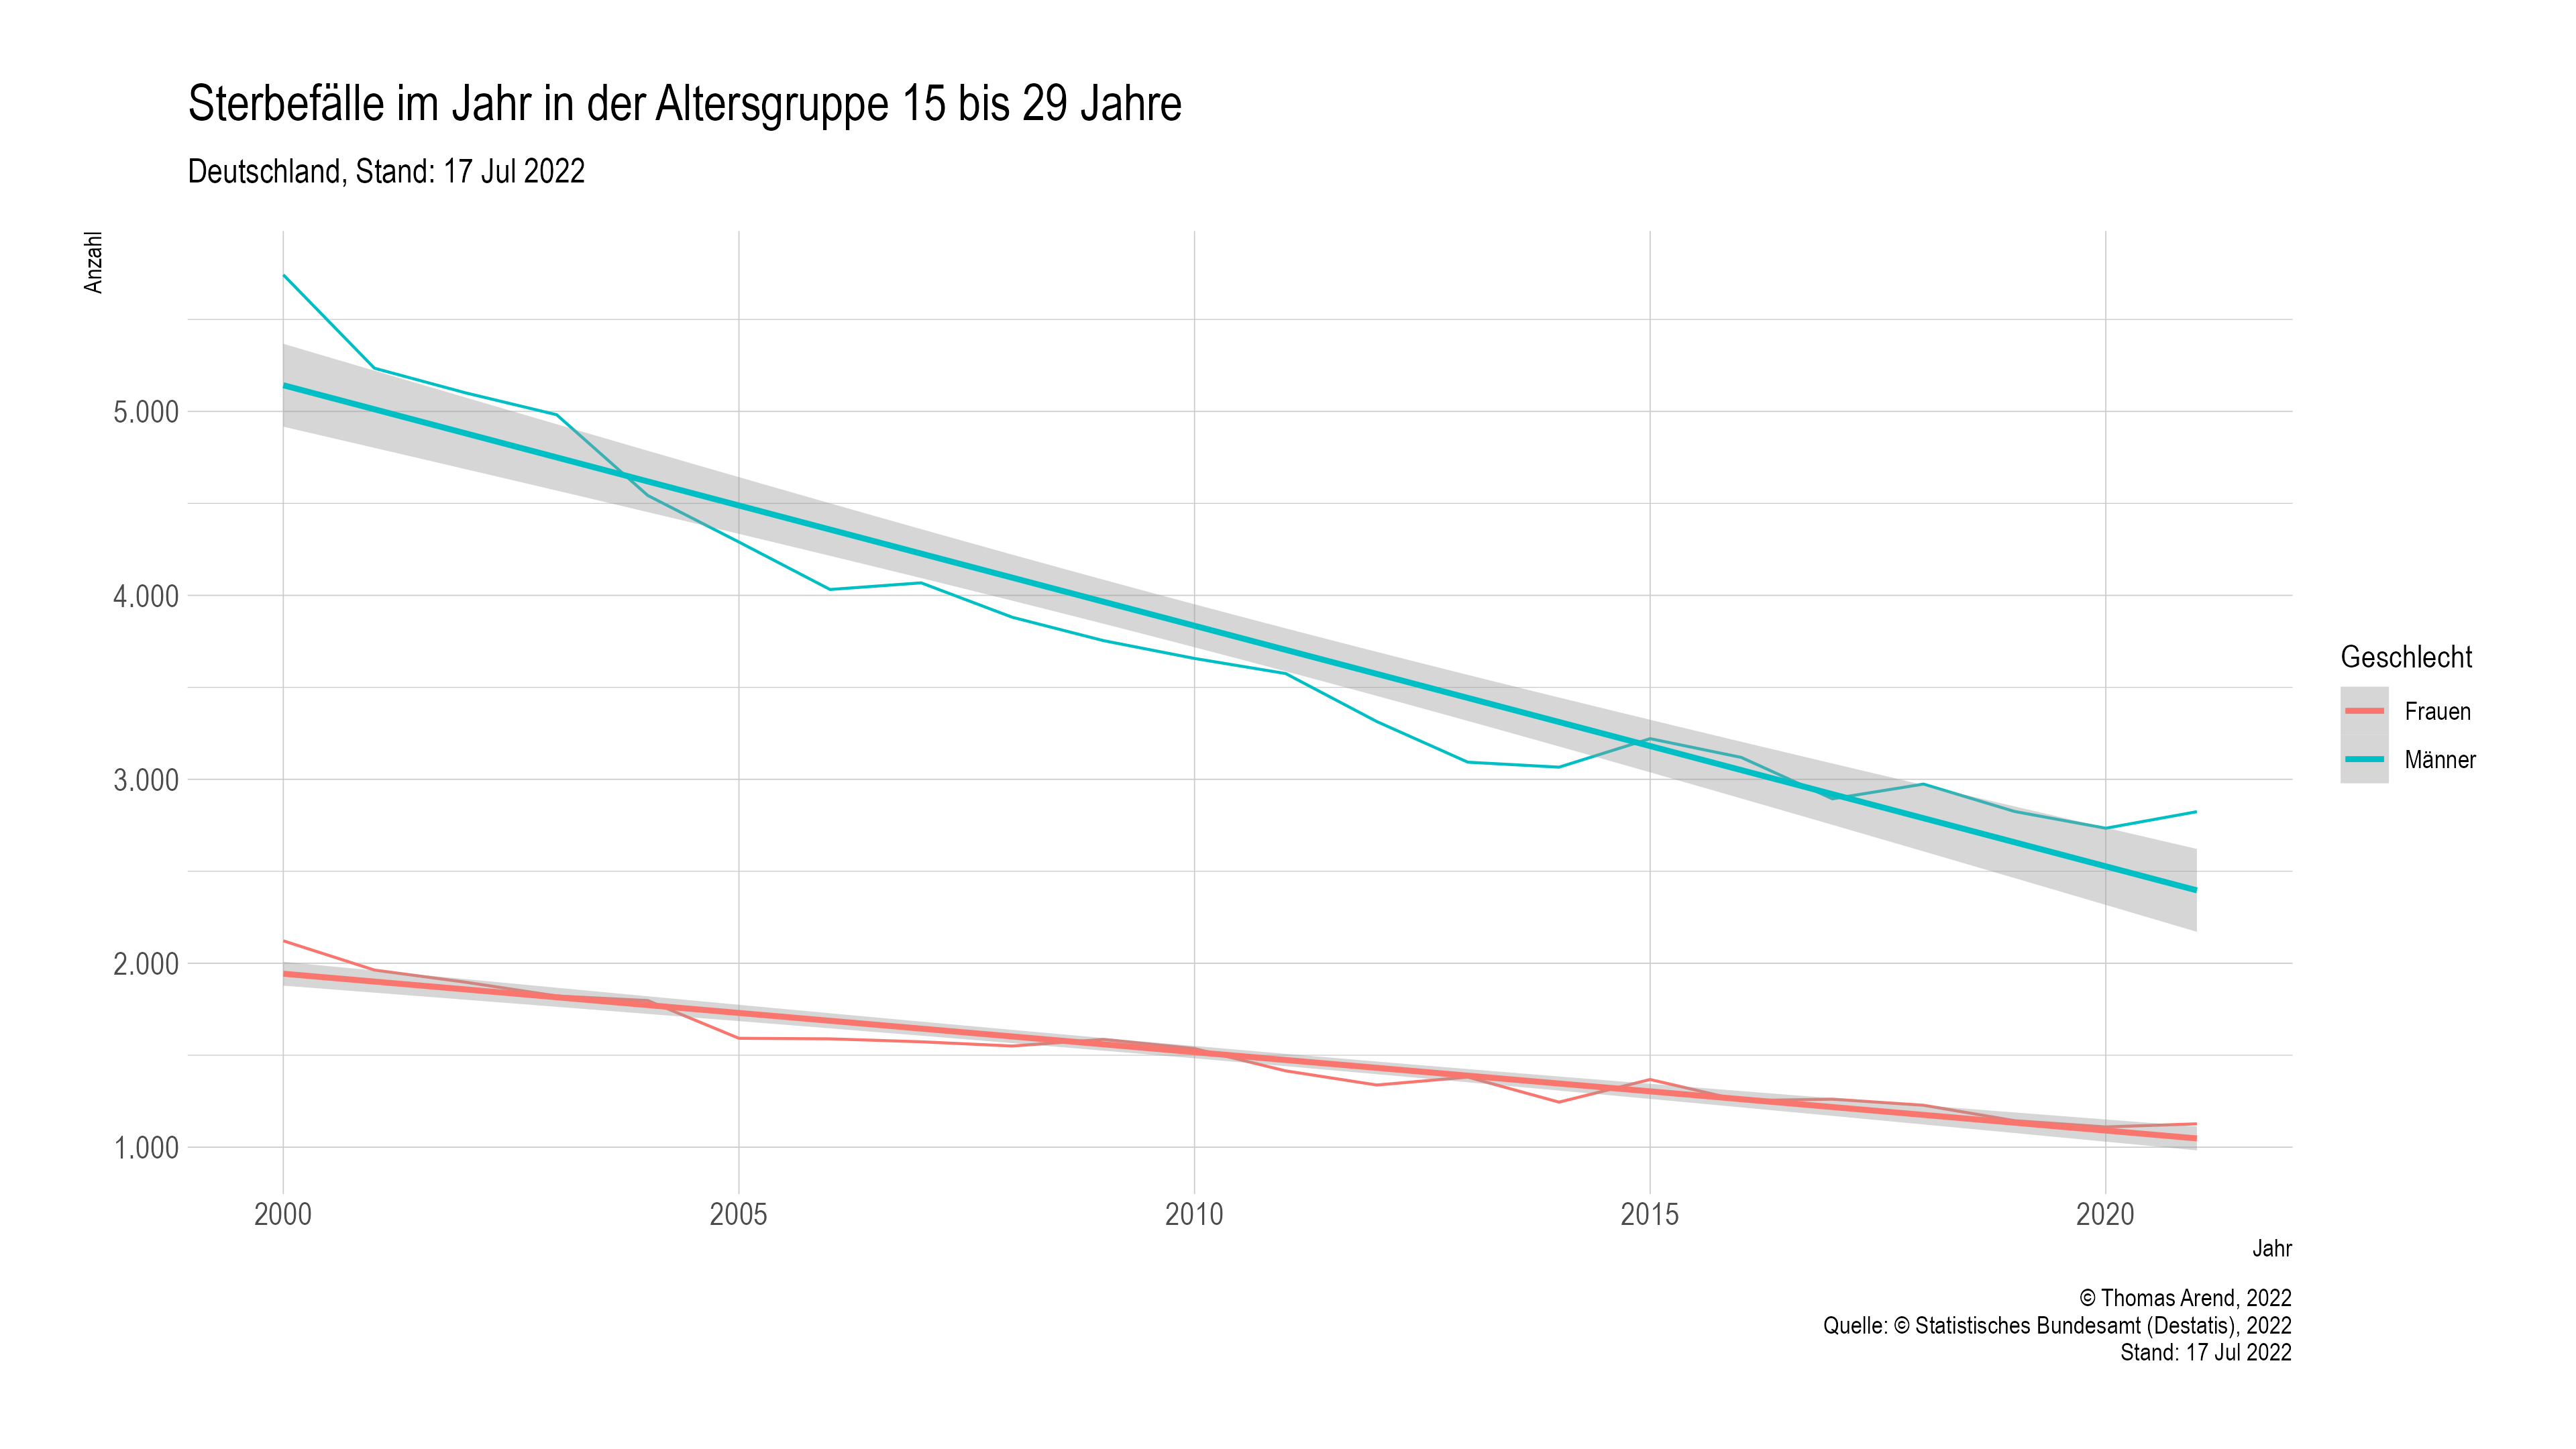 Sterbefälle im Jahr in der Altersgruppe 15 bis 29 Jahre
Deutschland, Stand: 17 Jul 2022
Anzahl
5.000
4.000
3.000
2.000
1.000
2000 2005 2010 2015 2020
Jahr
Geschlecht
Frauen
Männer
© Thomas Arend, 2022
Quelle: © Statistisches Bundesamt (Destatis), 2022
Stand: 17 Jul 2022